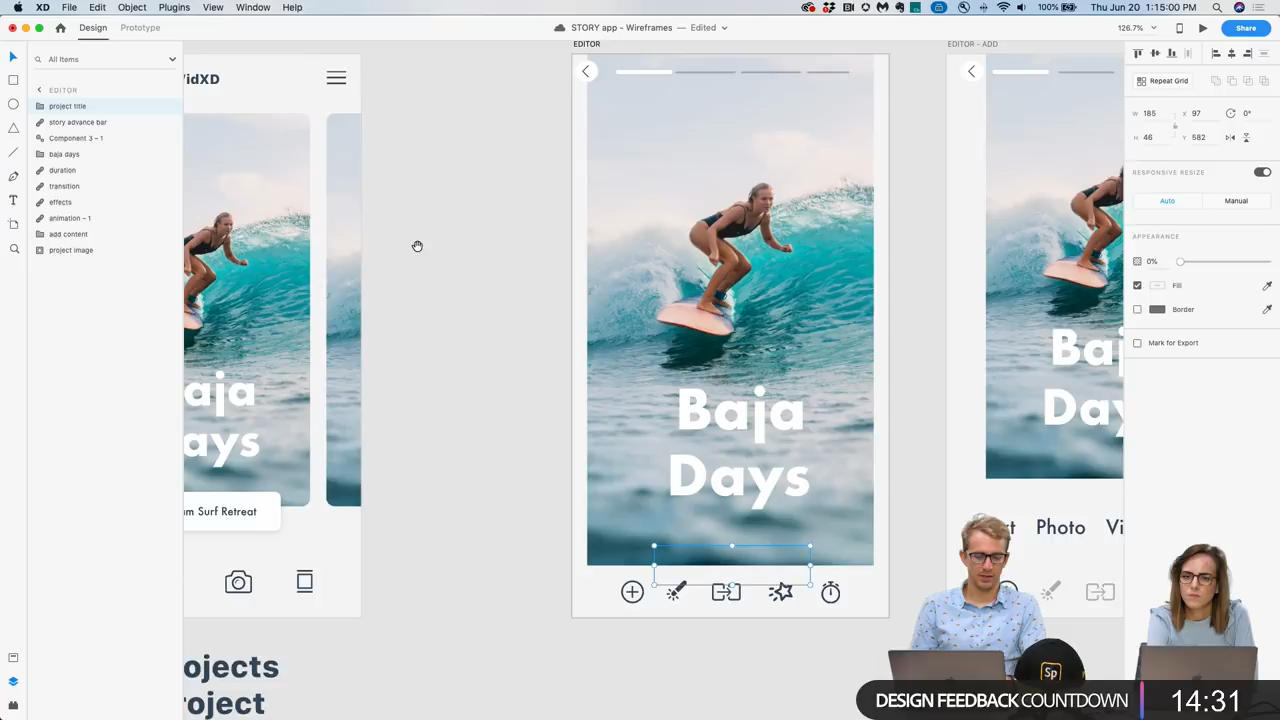 XD File Edit Object Plugins View Window Help
100% Thu Jun 20 1:15:00 PM
Design Prototype
STORY app - Wireframes — Edited
126.7%
Share
All Items
EDITOR
project title
story advance bar
Component 3 – 1
baja days
duration
transition
effects
animation – 1
add content
project image
VidXD
EDITOR
EDITOR - ADD
aja
ays
m Surf Retreat
ojects
roject
Baja
Days
Baj
Day
Photo Vi
Repeat Grid
W 185 X 97 0°
H 46 Y 582
RESPONSIVE RESIZE
Auto Manual
APPEARANCE
0%
Fill
Border
Mark for Export
Sp
DESIGN FEEDBACK COUNTDOWN 14:31